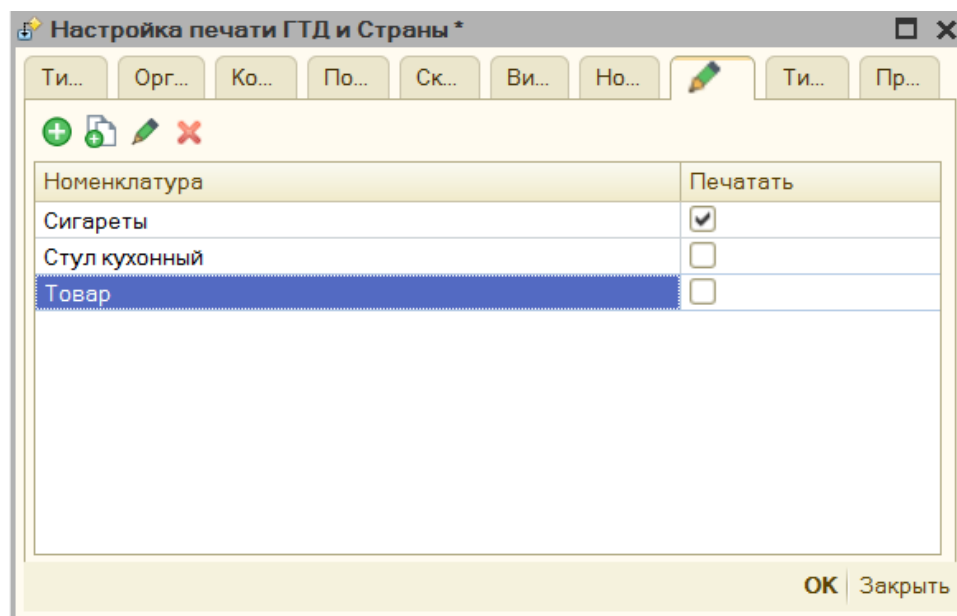 Настройка печати ГТД и Страны *
Ти... Орг... Ко... По... Ск... Ви... Но... Ти... Пр...
Номенклатура Печатать
Сигареты
Стул кухонный
Товар
ОК Закрыть